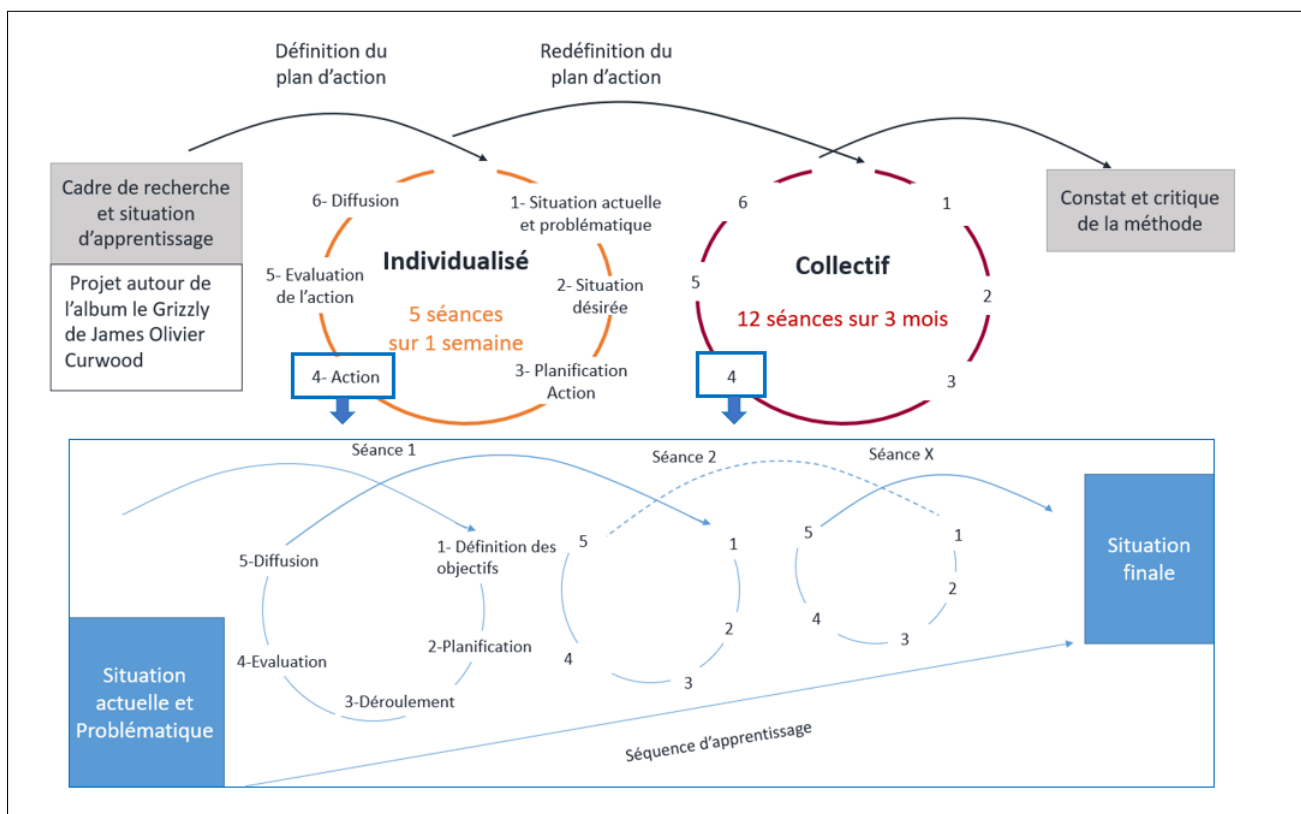 Définition du
plan d'action
Redéfinition du
plan d'action
Cadre de recherche
et situation
d'apprentissage
Projet autour de
l'album le Grizzly
de James Olivier
Curwood
6- Diffusion
1- Situation actuelle
et problématique
Individualisé
5- Evaluation
de l'action
2- Situation
désirée
5 séances
sur 1 semaine
4- Action
3- Planification
Action
6
1
Collectif
5
2
12 séances sur 3 mois
4
3
Constat et critique
de la méthode
Séance 1
Séance 2
Séance X
5-Diffusion
1- Définition des
objectifs
4-Evaluation
2-Planification
3-Déroulement
5
1
2
4
3
5
1
2
4
3
Situation
actuelle et
Problématique
Situation
finale
Séquence d'apprentissage